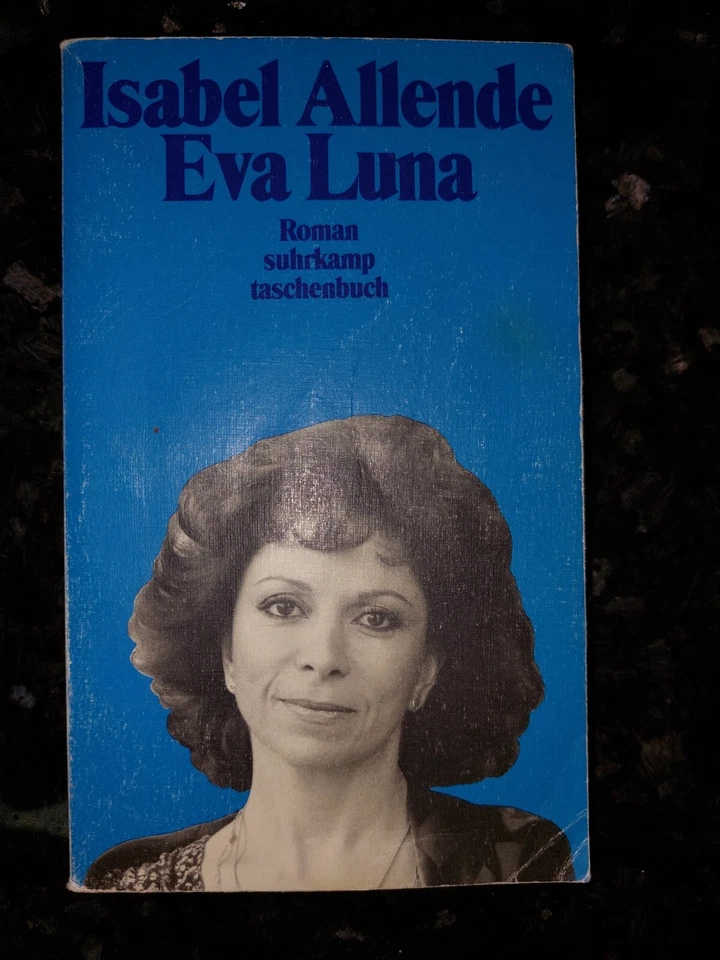 Isabel Allende
Eva Luna
Roman
suhrkamp
taschenbuch